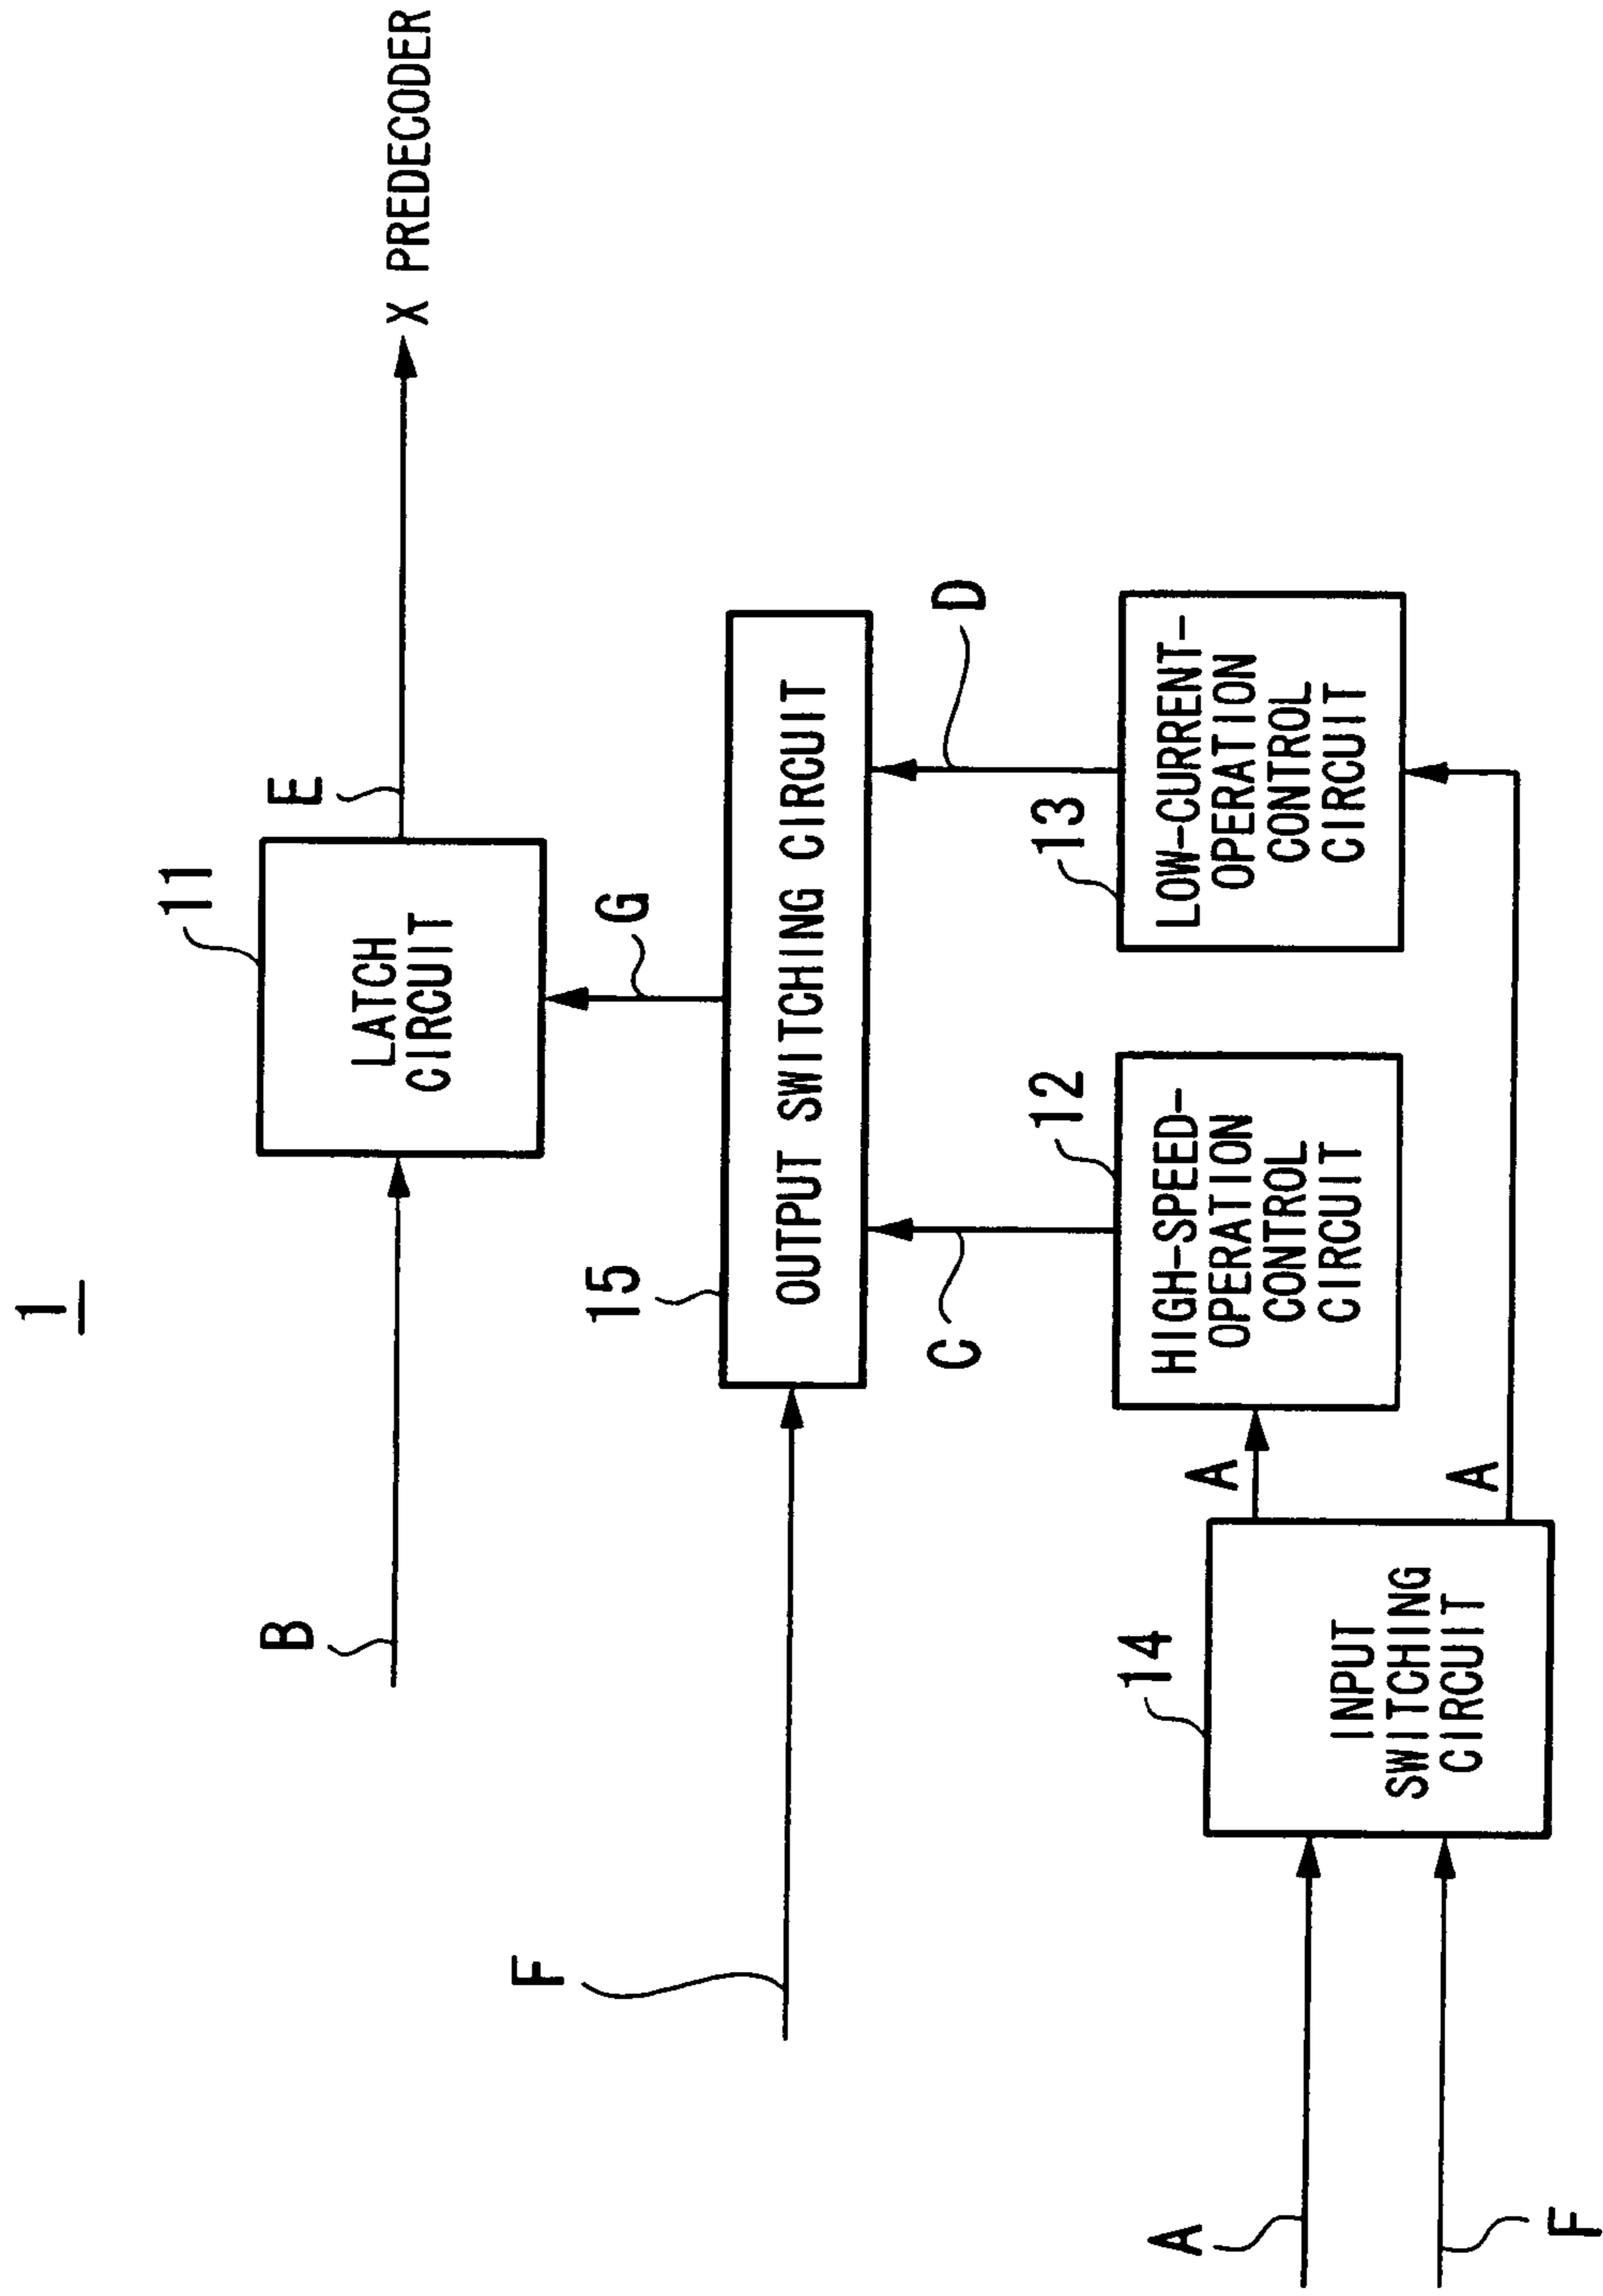 1
11
LATCH
CIRCUIT
B
E
X PREDECODER
G
15
OUTPUT SWITCHING CIRCUIT
F
C
D
12
HIGH-SPEED-
OPERATION
CONTROL
CIRCUIT
13
LOW-CURRENT-
OPERATION
CONTROL
CIRCUIT
A
A
14
INPUT
SWITCHING
CIRCUIT
A
F